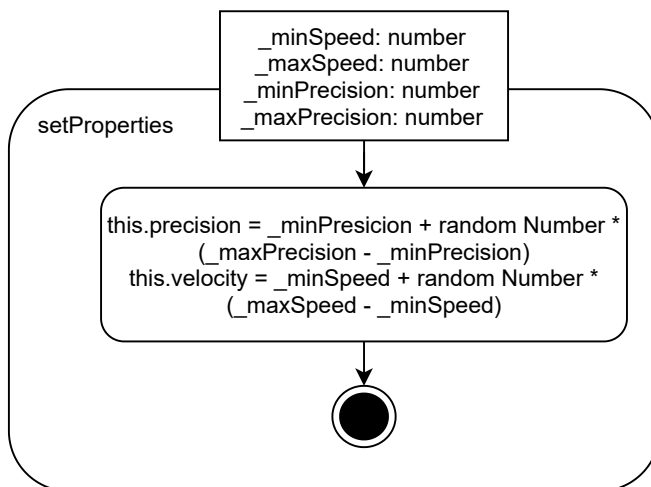 _minSpeed: number
_maxSpeed: number
_minPrecision: number
_maxPrecision: number
setProperties
this.precision = _minPresicion + random Number *
(_maxPrecision - _minPrecision)
this.velocity = _minSpeed + random Number *
(_maxSpeed - _minSpeed)